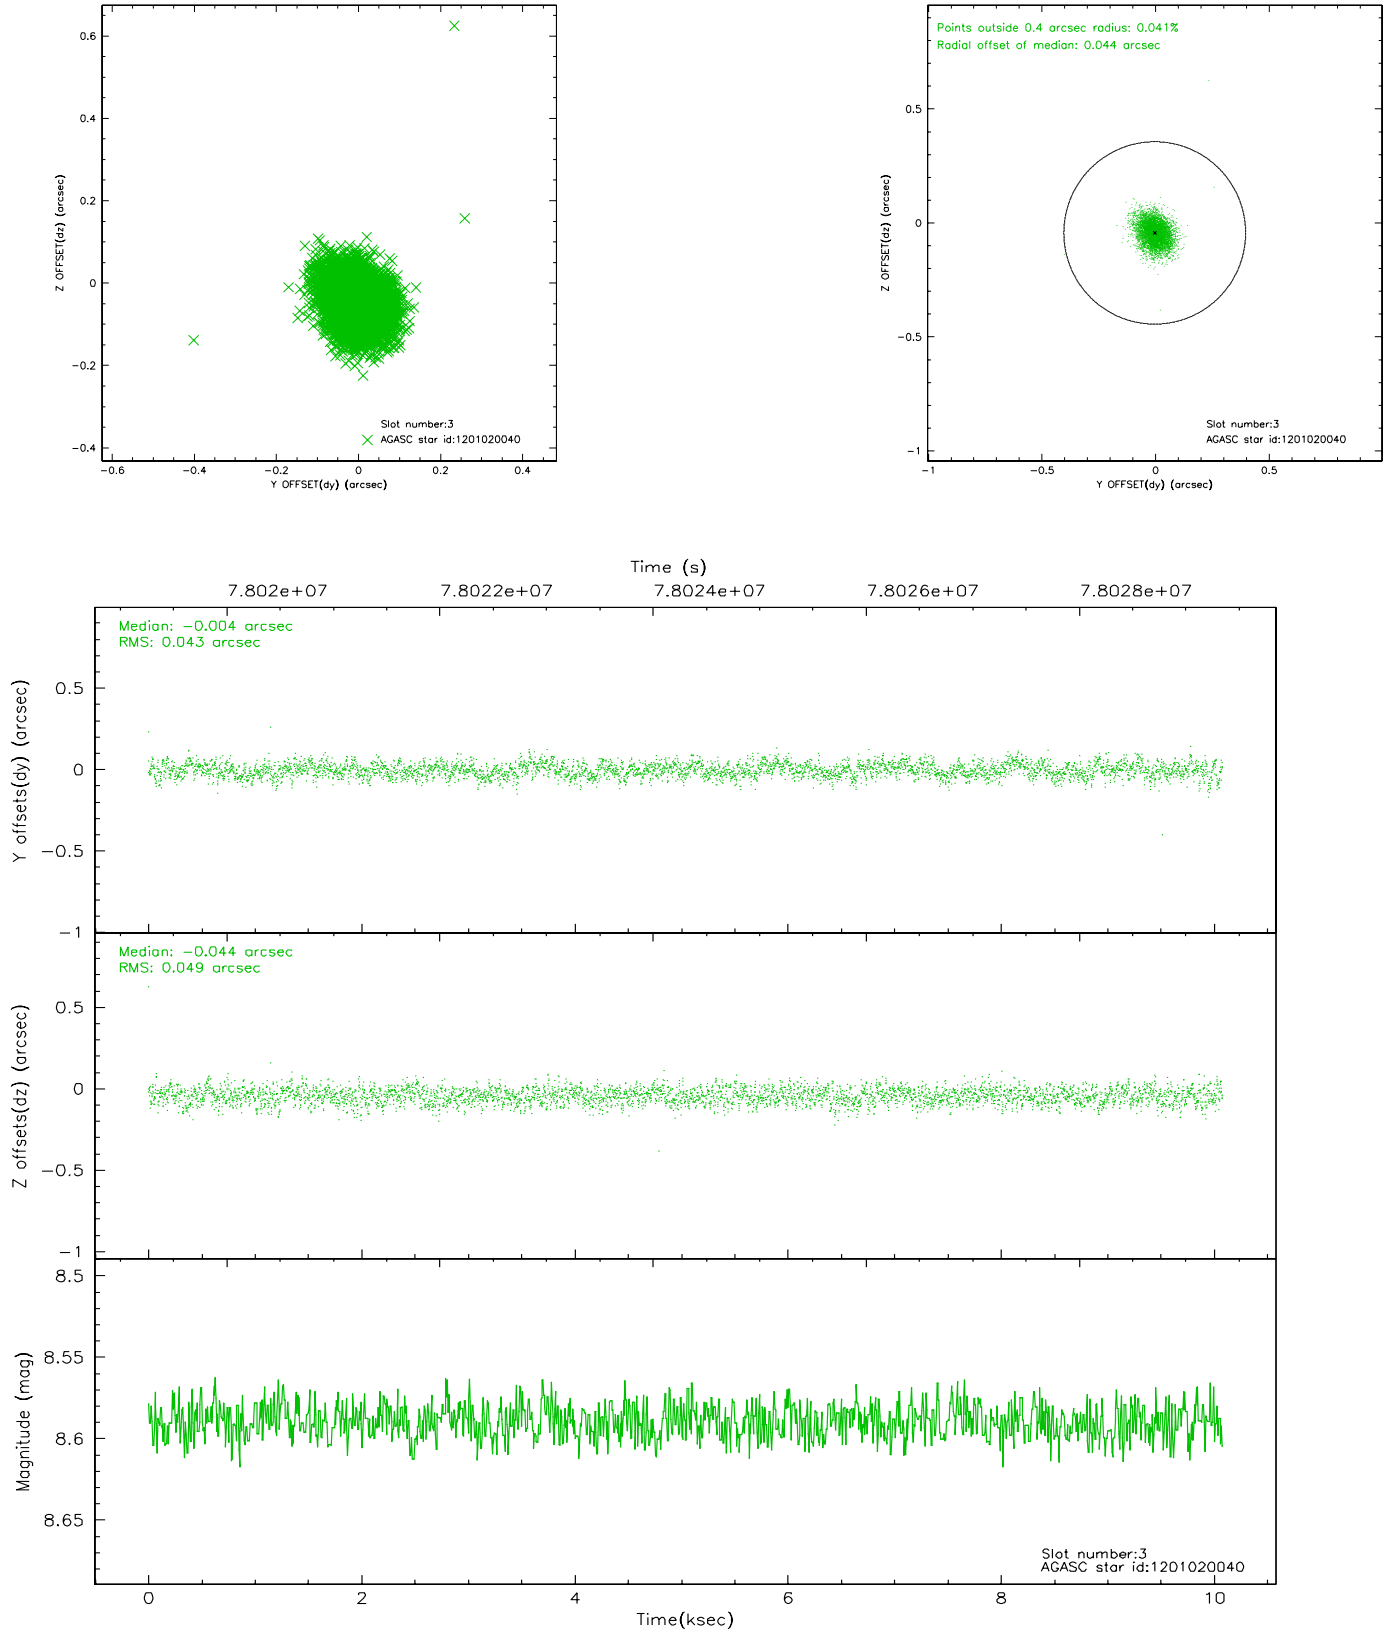 0.6
0.4
0.2
0
−0.2
−0.4
Z OFFSET(dz) (arcsec)
Slot number:3
AGASC star id:1201020040
−0.6 −0.4 −0.2 0 0.2 0.4
Y OFFSET(dy) (arcsec)
Points outside 0.4 arcsec radius: 0.041%
Radial offset of median: 0.044 arcsec
0.5
0
−0.5
−1
Z OFFSET(dz) (arcsec)
Slot number:3
AGASC star id:1201020040
−1 −0.5 0 0.5
Y OFFSET(dy) (arcsec)
Time (s)
7.802e+07 7.8022e+07 7.8024e+07 7.8026e+07 7.8028e+07
Median: −0.004 arcsec
RMS: 0.043 arcsec
0.5
0
−0.5
−1
Y offsets(dy) (arcsec)
Median: −0.044 arcsec
RMS: 0.049 arcsec
0.5
0
−0.5
−1
Z offsets(dz) (arcsec)
8.5
8.55
8.6
8.65
Magnitude (mag)
Slot number:3
AGASC star id:1201020040
0 2 4 6 8 10
Time(ksec)